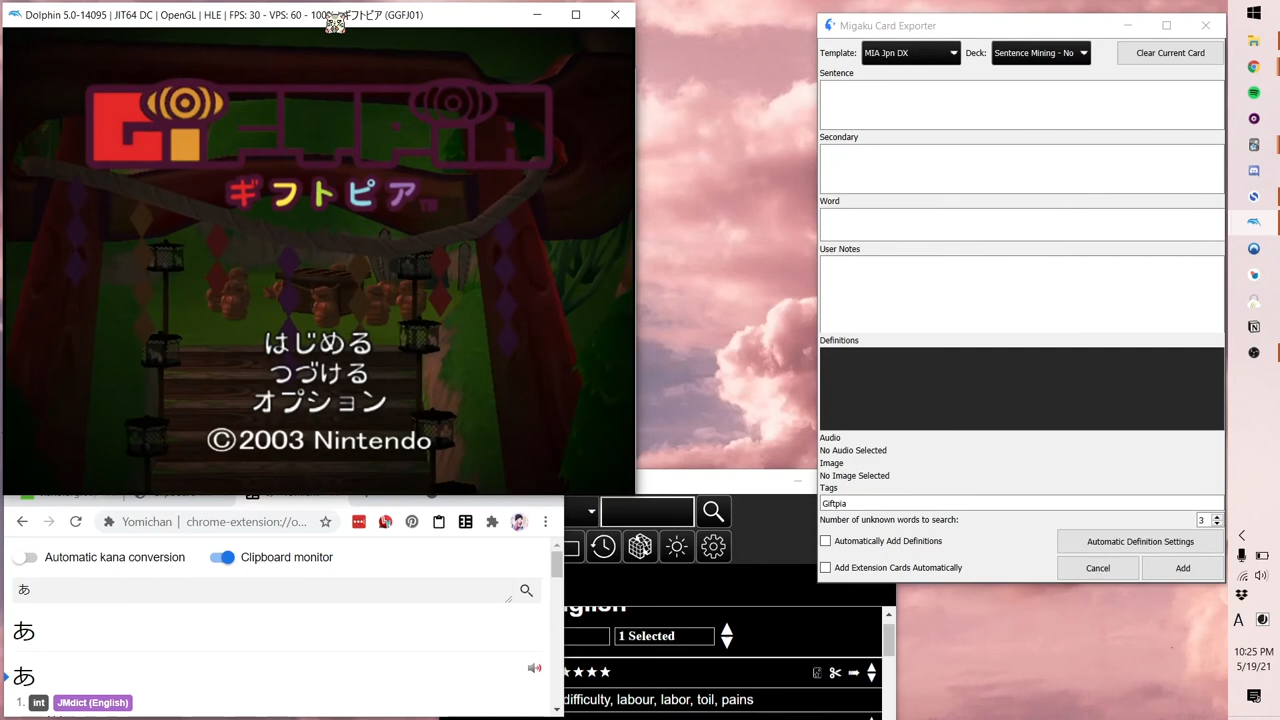 Dolphin 5.0-14095 | JIT64 DC | OpenGL | HLE | FPS: 30 - VPS: 60 - 100% ギフトピア (GGFJ01)
GiFTPiA
ギフトピア™
はじめる
つづける
オプション
©2003 Nintendo
Yomichan | chrome-extension://o...
Automatic kana conversion
Clipboard monitor
あ
あ
あ
1. int JMdict (English)
1 Selected
★★★★
difficulty, labour, labor, toil, pains
Migaku Card Exporter
Template: MIA Jpn DX Deck: Sentence Mining - No Clear Current Card
Sentence
Secondary
Word
User Notes
Definitions
Audio
No Audio Selected
Image
No Image Selected
Tags
Giftpia
Number of unknown words to search: 3
Automatically Add Definitions Automatic Definition Settings
Add Extension Cards Automatically Cancel Add
A
10:25 PM
5/19/21